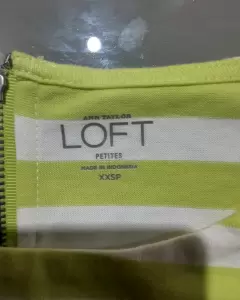 ANN TAYLOR
LOFT
PETITES
MADE IN INDONESIA
XXSP